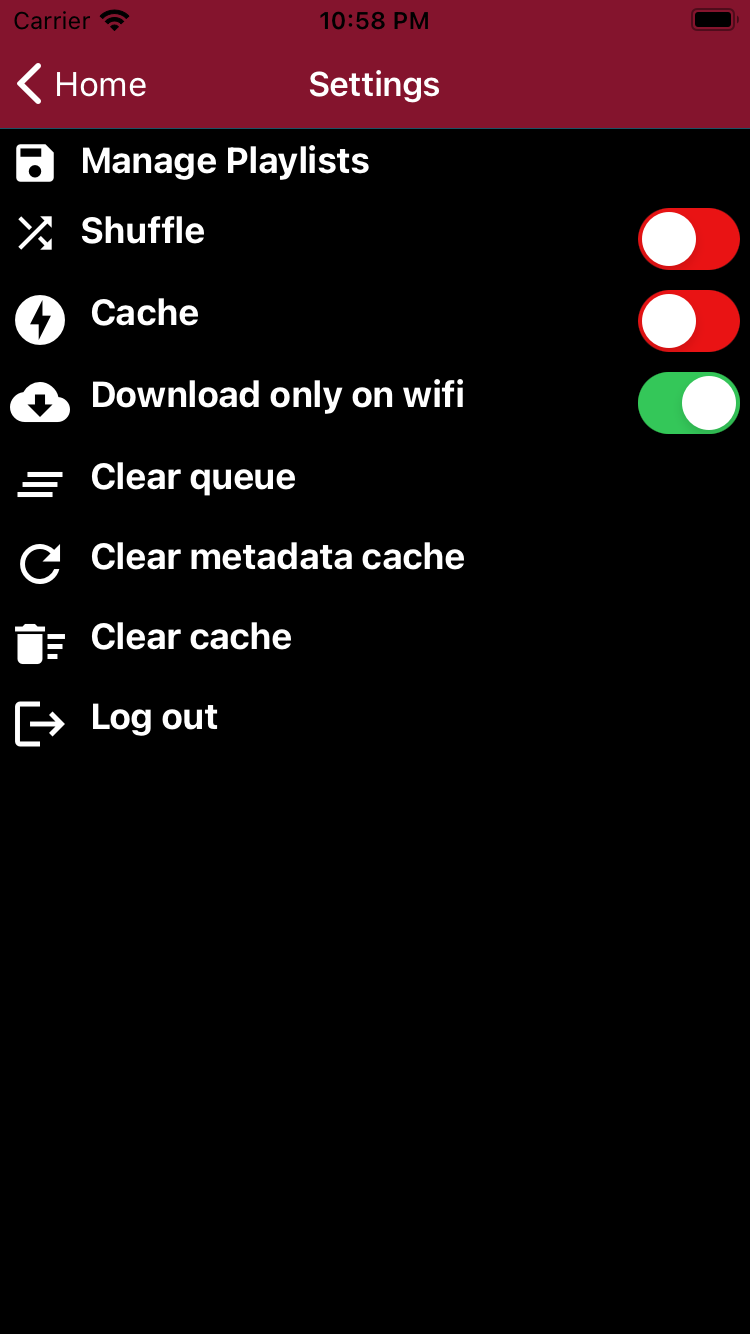 Carrier 10:58 PM
Home Settings
Manage Playlists
Shuffle
Cache
Download only on wifi
Clear queue
Clear metadata cache
Clear cache
Log out